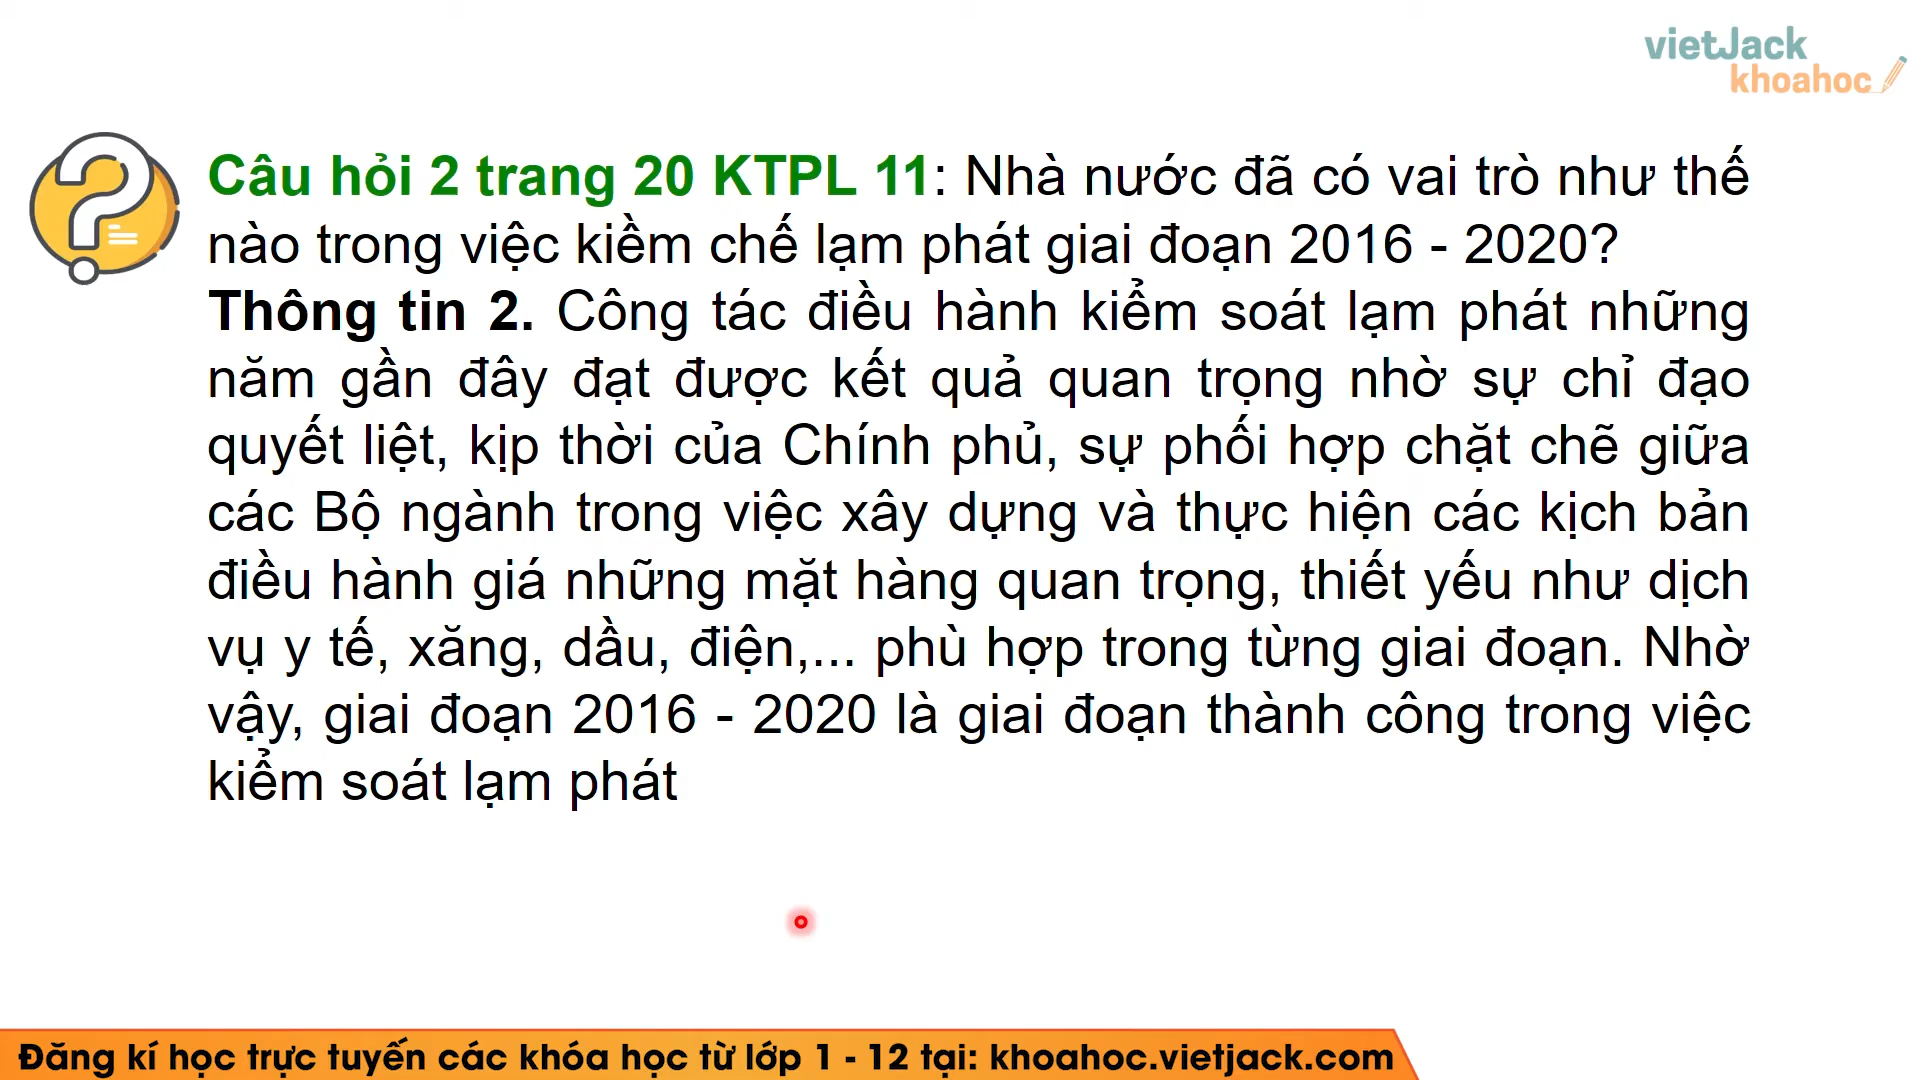 vietJack
khoahoc
Câu hỏi 2 trang 20 KTPL 11: Nhà nước đã có vai trò như thế
nào trong việc kiềm chế lạm phát giai đoạn 2016 - 2020?
Thông tin 2. Công tác điều hành kiểm soát lạm phát những
năm gần đây đạt được kết quả quan trọng nhờ sự chỉ đạo
quyết liệt, kịp thời của Chính phủ, sự phối hợp chặt chẽ giữa
các Bộ ngành trong việc xây dựng và thực hiện các kịch bản
điều hành giá những mặt hàng quan trọng, thiết yếu như dịch
vụ y tế, xăng, dầu, điện,... phù hợp trong từng giai đoạn. Nhờ
vậy, giai đoạn 2016 - 2020 là giai đoạn thành công trong việc
kiểm soát lạm phát
Đăng kí học trực tuyến các khóa học từ lớp 1 - 12 tại: khoahoc.vietjack.com